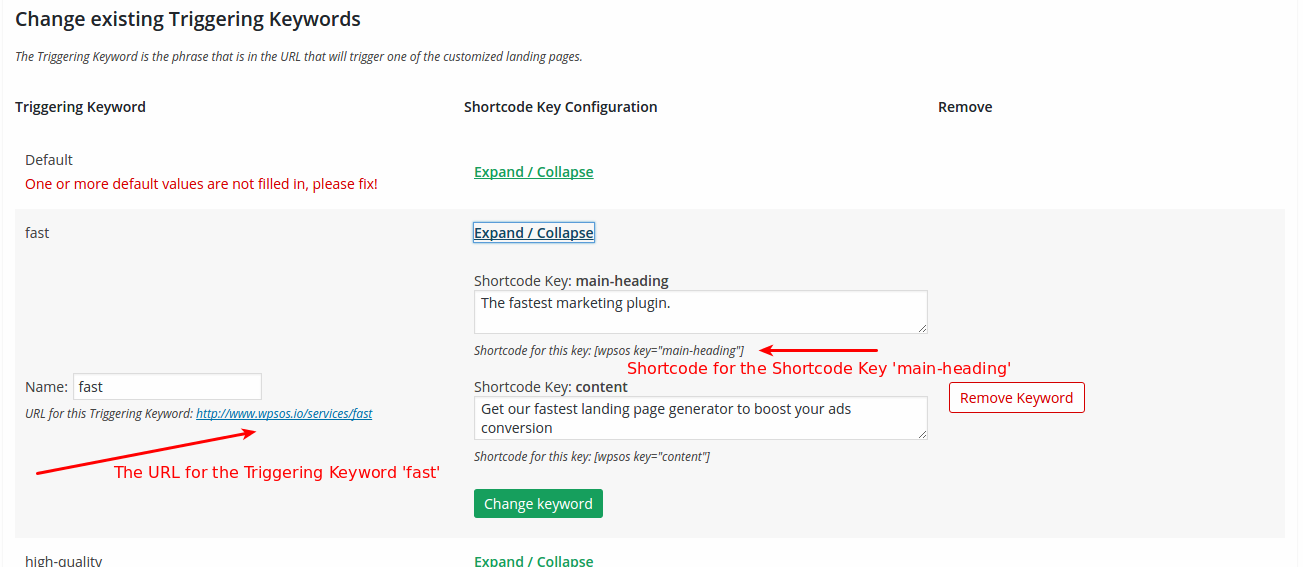 Change existing Triggering Keywords
The Triggering Keyword is the phrase that is in the URL that will trigger one of the customized landing pages.
Triggering Keyword Shortcode Key Configuration Remove
Default
One or more default values are not filled in, please fix!
Expand / Collapse
fast
Expand / Collapse
Shortcode Key: main-heading
The fastest marketing plugin.
Shortcode for this key: [wpsos key="main-heading"]
Shortcode for the Shortcode Key 'main-heading'
Name: fast
URL for this Triggering Keyword: http://www.wpsos.io/services/fast
The URL for the Triggering Keyword 'fast'
Shortcode Key: content
Get our fastest landing page generator to boost your ads
conversion
Shortcode for this key: [wpsos key="content"]
Change keyword
Remove Keyword
high-quality
Expand / Collapse